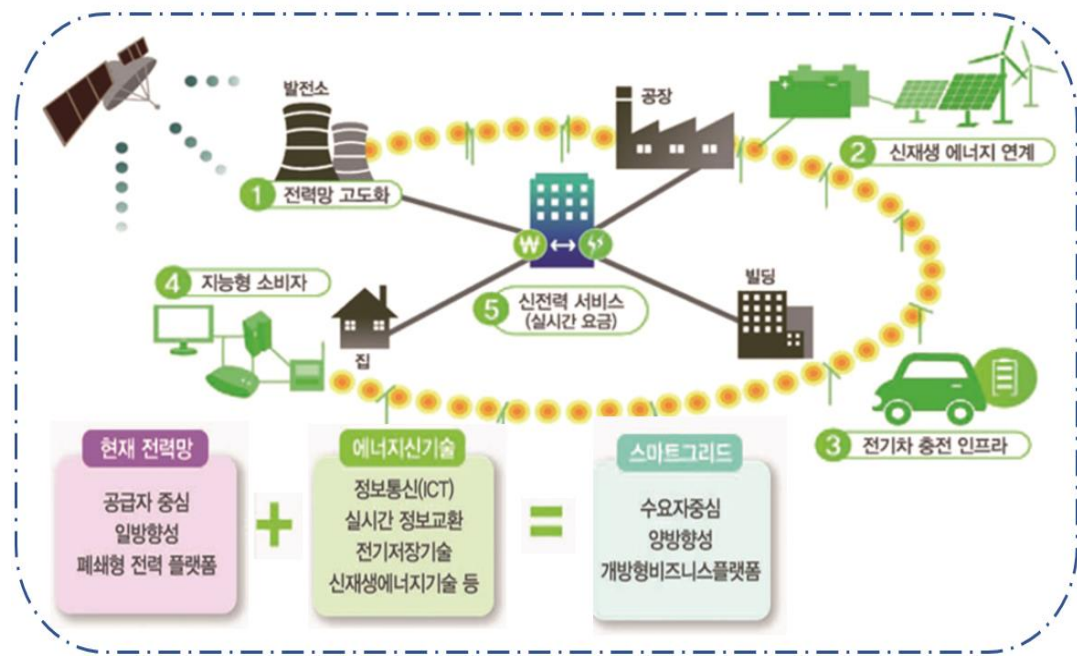 발전소
공장
1 전력망 고도화
2 신재생 에너지 연계
₩
4 지능형 소비자
집
5 신전력 서비스
(실시간 요금)
빌딩
3 전기차 충전 인프라
현재 전력망
공급자 중심
일방향성
폐쇄형 전력 플랫폼
+
에너지신기술
정보통신(ICT)
실시간 정보교환
전기저장기술
신재생에너지기술 등
=
스마트그리드
수요자중심
양방향성
개방형비즈니스플랫폼